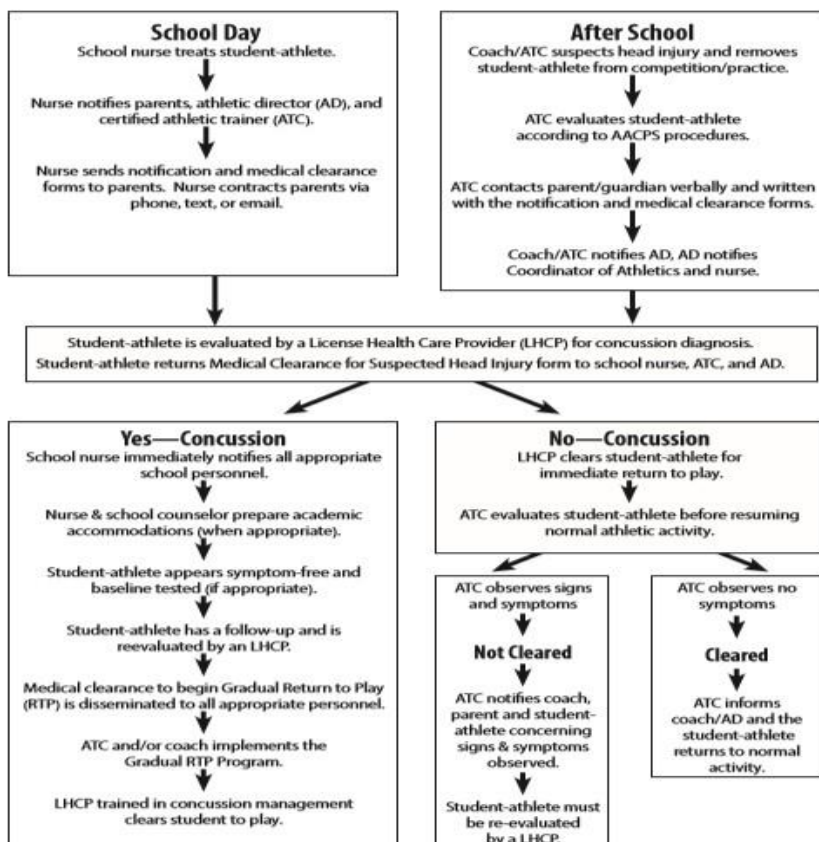 School Day
School nurse treats student-athlete.
Nurse notifies parents, athletic director (AD), and
certified athletic trainer (ATC).
Nurse sends notification and medical clearance
forms to parents. Nurse contracts parents via
phone, text, or email.
After School
Coach/ATC suspects head injury and removes
student-athlete from competition/practice.
ATC evaluates student-athlete
according to AACPS procedures.
ATC contacts parent/guardian verbally and written
with the notification and medical clearance forms.
Coach/ATC notifies AD, AD notifies
Coordinator of Athletics and nurse.
Student-athlete is evaluated by a License Health Care Provider (LHCP) for concussion diagnosis.
Student-athlete returns Medical Clearance for Suspected Head Injury form to school nurse, ATC, and AD.
Yes—Concussion
School nurse immediately notifies all appropriate
school personnel.
Nurse & school counselor prepare academic
accommodations (when appropriate).
Student-athlete appears symptom-free and
baseline tested (if appropriate).
Student-athlete has a follow-up and is
reevaluated by an LHCP.
Medical clearance to begin Gradual Return to Play
(RTP) is disseminated to all appropriate personnel.
ATC and/or coach implements the
Gradual RTP Program.
LHCP trained in concussion management
clears student to play.
No—Concussion
LHCP clears student-athlete for
immediate return to play.
ATC evaluates student-athlete before resuming
normal athletic activity.
ATC observes signs
and symptoms
Not Cleared
ATC notifies coach,
parent and student-
athlete concerning
signs & symptoms
observed.
Student-athlete must
be re-evaluated
by a LHCP.
ATC observes no
symptoms
Cleared
ATC informs
coach/AD and the
student-athlete
returns to normal
activity.